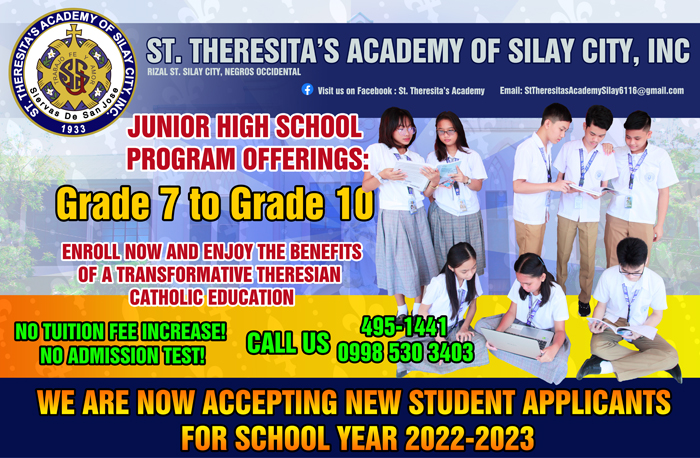 ST. THERESITA'S ACADEMY OF SILAY CITY, INC.
TRABAJO FE Y AMOR
Siervas De San Jose
1933
ST. THERESITA'S ACADEMY OF SILAY CITY, INC
RIZAL ST. SILAY CITY, NEGROS OCCIDENTAL
Visit us on Facebook : St. Theresita's Academy Email: StTheresitasAcademySilay6116@gmail.com
JUNIOR HIGH SCHOOL
PROGRAM OFFERINGS:
Grade 7 to Grade 10
ENROLL NOW AND ENJOY THE BENEFITS
OF A TRANSFORMATIVE THERESIAN
CATHOLIC EDUCATION
NO TUITION FEE INCREASE!
NO ADMISSION TEST!
CALL US
495-1441
0998 530 3403
WE ARE NOW ACCEPTING NEW STUDENT APPLICANTS
FOR SCHOOL YEAR 2022-2023